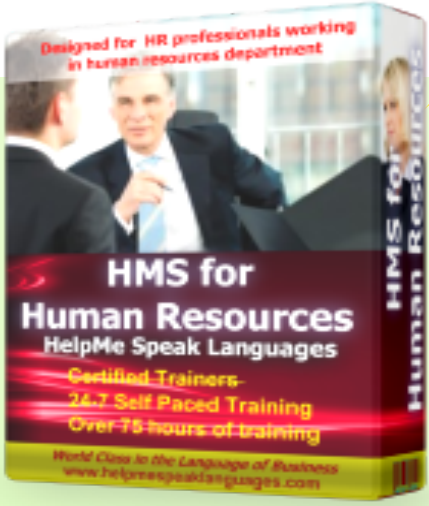 Designed for HR professionals working
in human resources department
HMS for
Human Resources
HelpMe Speak Languages
Certified Trainers
24-7 Self Paced Training
Over 75 hours of training
World Class in the Language of Business
www.helpmespeaklanguages.com
HMS for
Human Resources